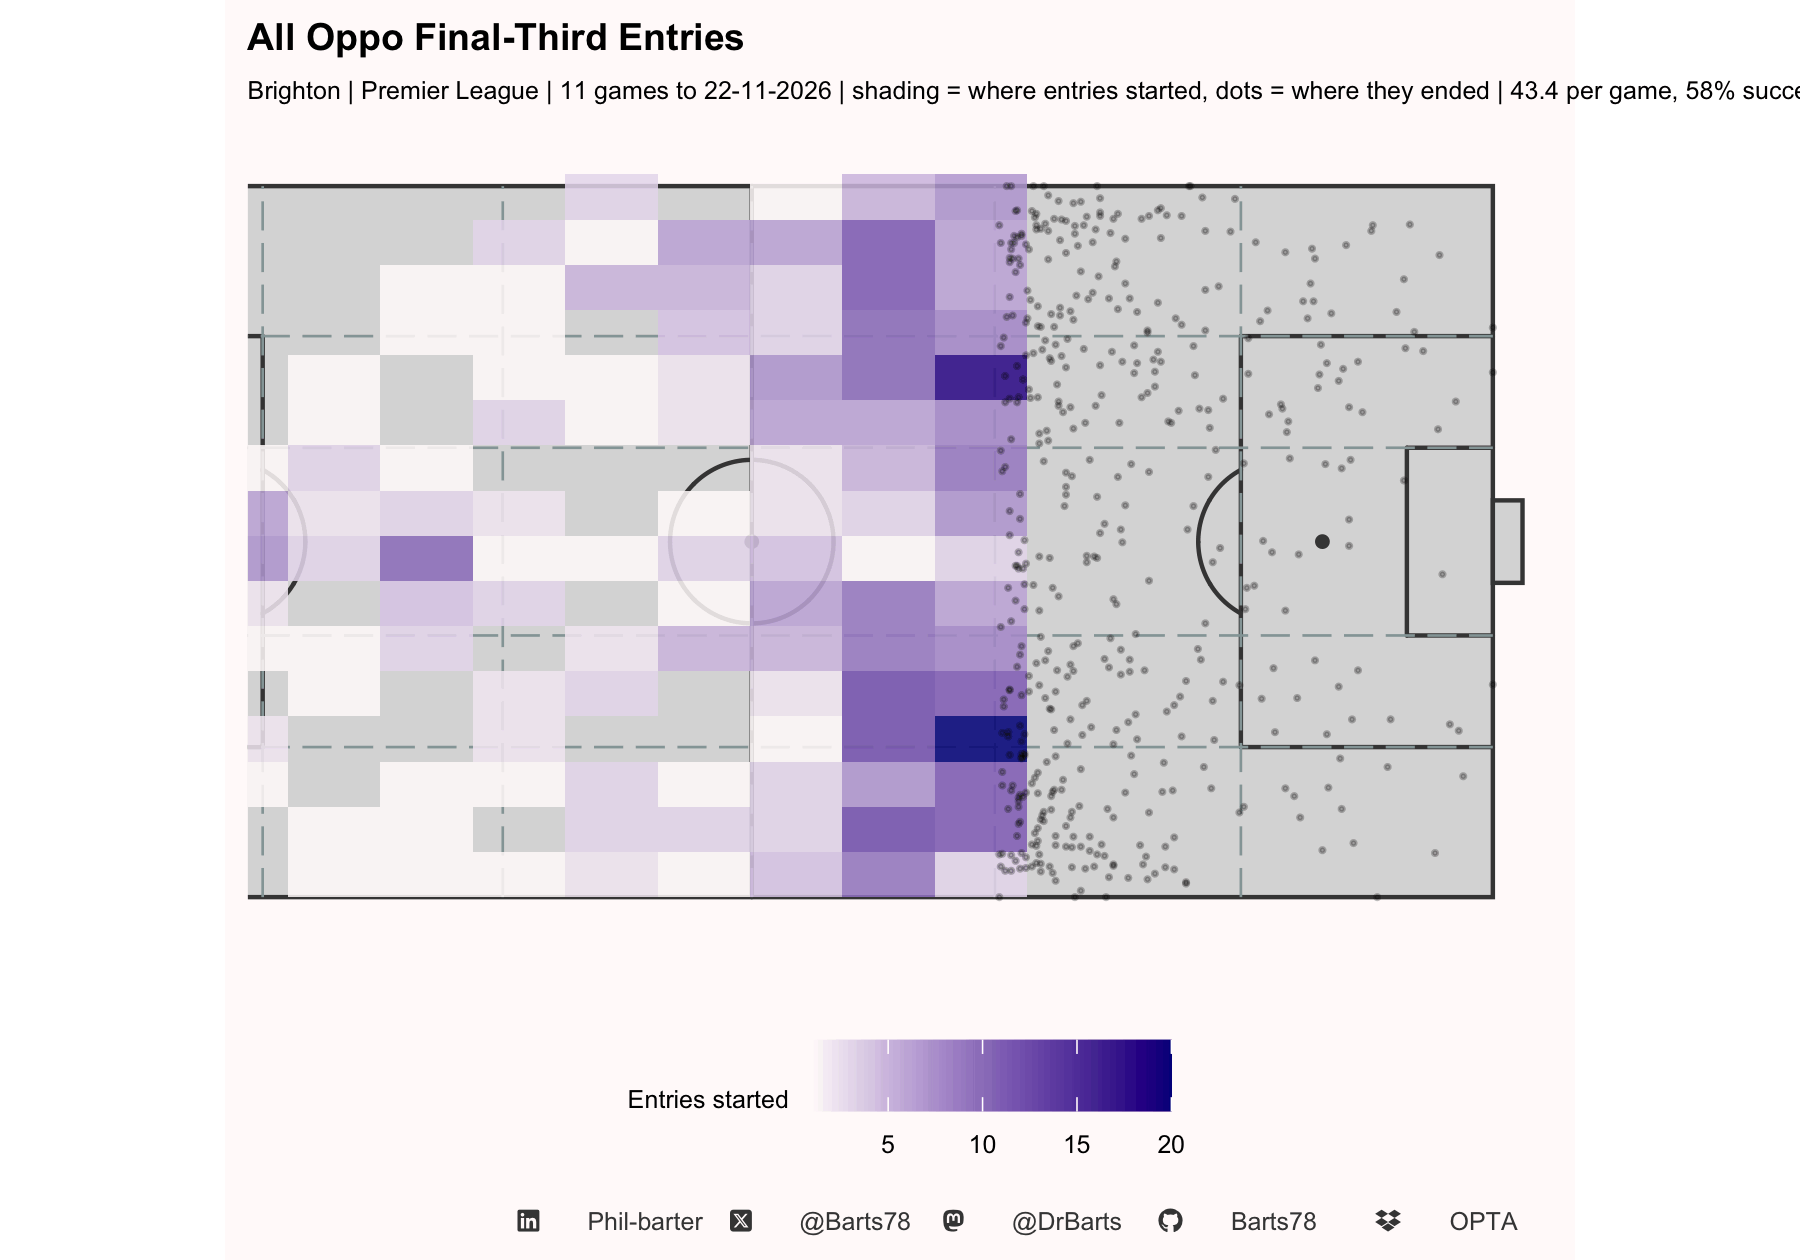 All Oppo Final-Third Entries
Brighton | Premier League | 11 games to 22-11-2026 | shading = where entries started, dots = where they ended | 43.4 per game, 58% succe
Entries started
5 10 15 20
Phil-barter @Barts78 @DrBarts Barts78 OPTA